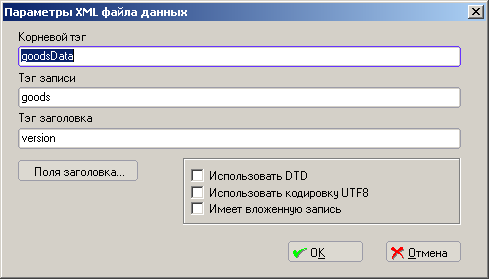 Параметры XML файла данных
Корневой тэг
goodsData
Тэг записи
goods
Тэг заголовка
version
Поля заголовка...
Использовать DTD
Использовать кодировку UTF8
Имеет вложенную запись
OK
Отмена